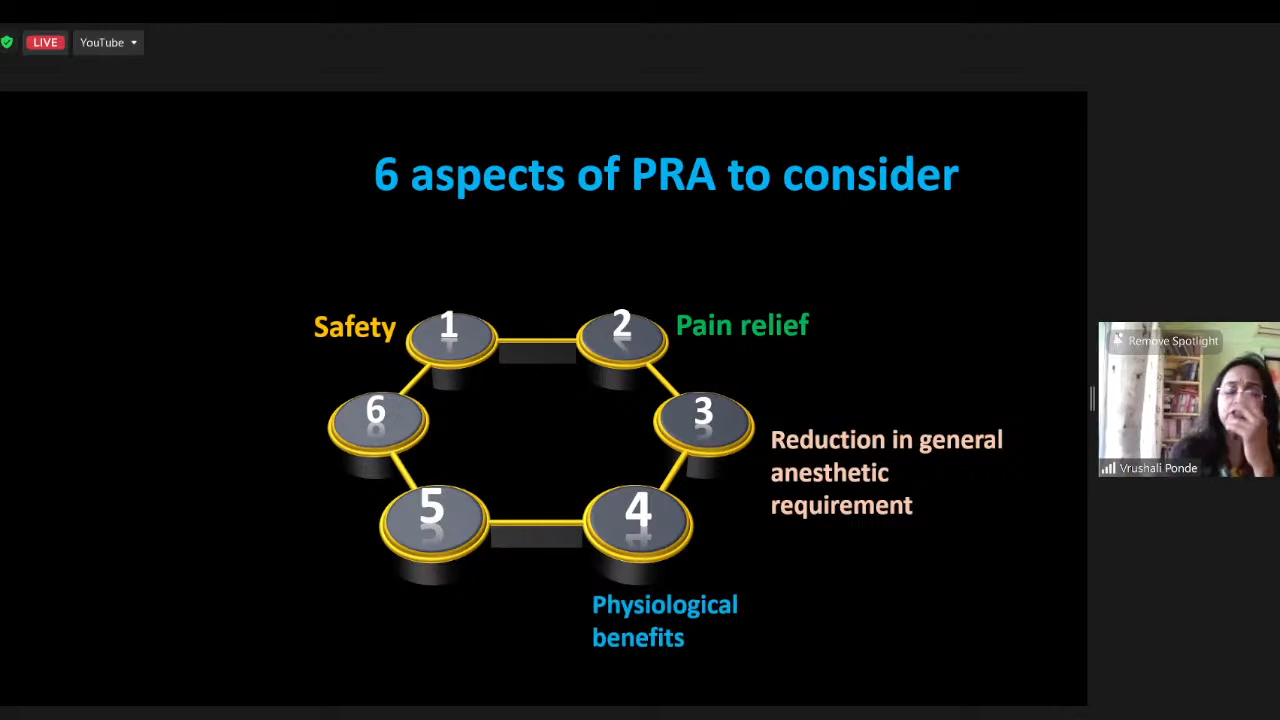 LIVE
YouTube
6 aspects of PRA to consider
Safety
1
2
Pain relief
6
3
Reduction in general
anesthetic
requirement
5
4
Physiological
benefits
Remove Spotlight
Vrushali Ponde